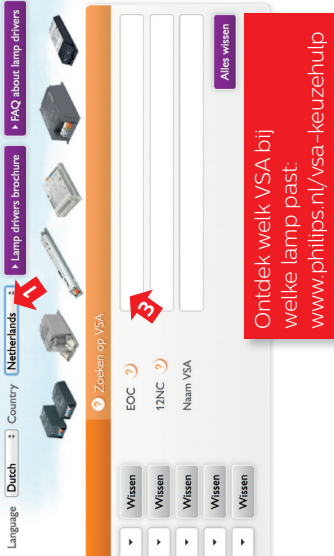 Language Dutch Country Netherlands Lamp drivers brochure FAQ about lamp drivers
1
? Zoeken op VSA
Wissen EOC ?
3
Wissen 12NC ?
Wissen Naam VSA
Wissen
Wissen Alles wissen
Ontdek welk VSA bij
welke lamp past:
www.philips.nl/vsa-keuzehulp